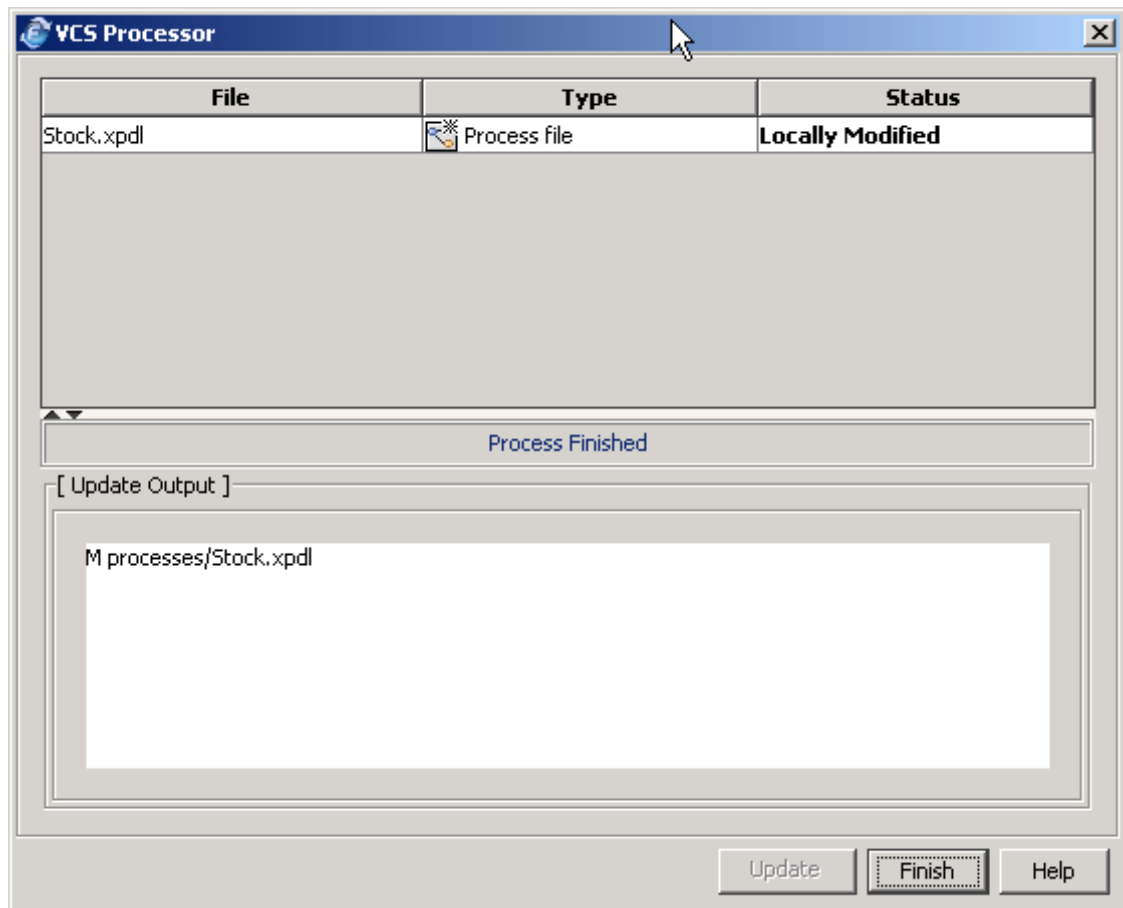 VCS Processor
File Type Status
Stock.xpdl Process file Locally Modified
Process Finished
[ Update Output ]
M processes/Stock.xpdl
Update Finish Help